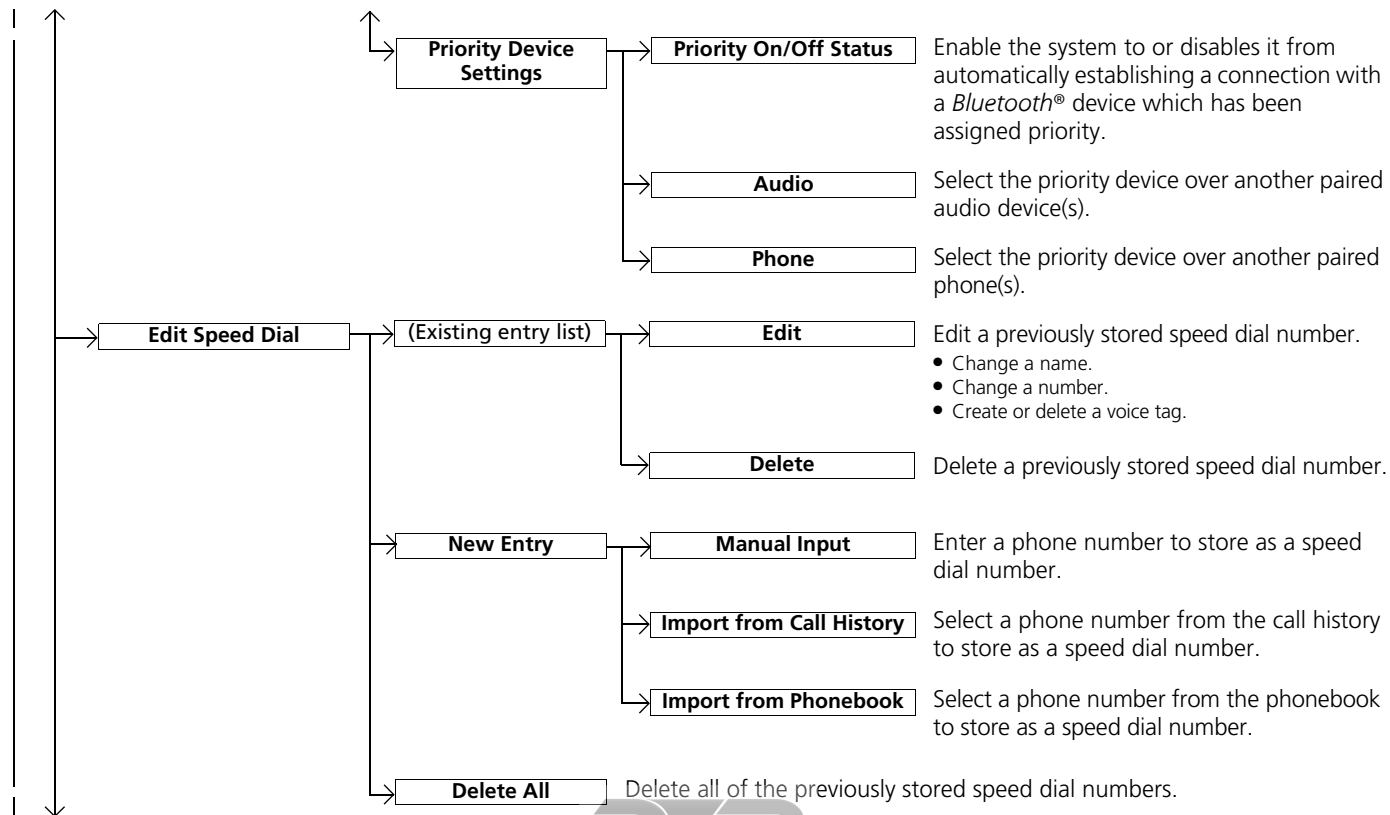 Priority Device
Settings
Priority On/Off Status
Enable the system to or disables it from
automatically establishing a connection with
a Bluetooth® device which has been
assigned priority.
Audio
Select the priority device over another paired
audio device(s).
Phone
Select the priority device over another paired
phone(s).
Edit Speed Dial
(Existing entry list)
Edit
Edit a previously stored speed dial number.
● Change a name.
● Change a number.
● Create or delete a voice tag.
Delete
Delete a previously stored speed dial number.
New Entry
Manual Input
Enter a phone number to store as a speed
dial number.
Import from Call History
Select a phone number from the call history
to store as a speed dial number.
Import from Phonebook
Select a phone number from the phonebook
to store as a speed dial number.
Delete All
Delete all of the previously stored speed dial numbers.